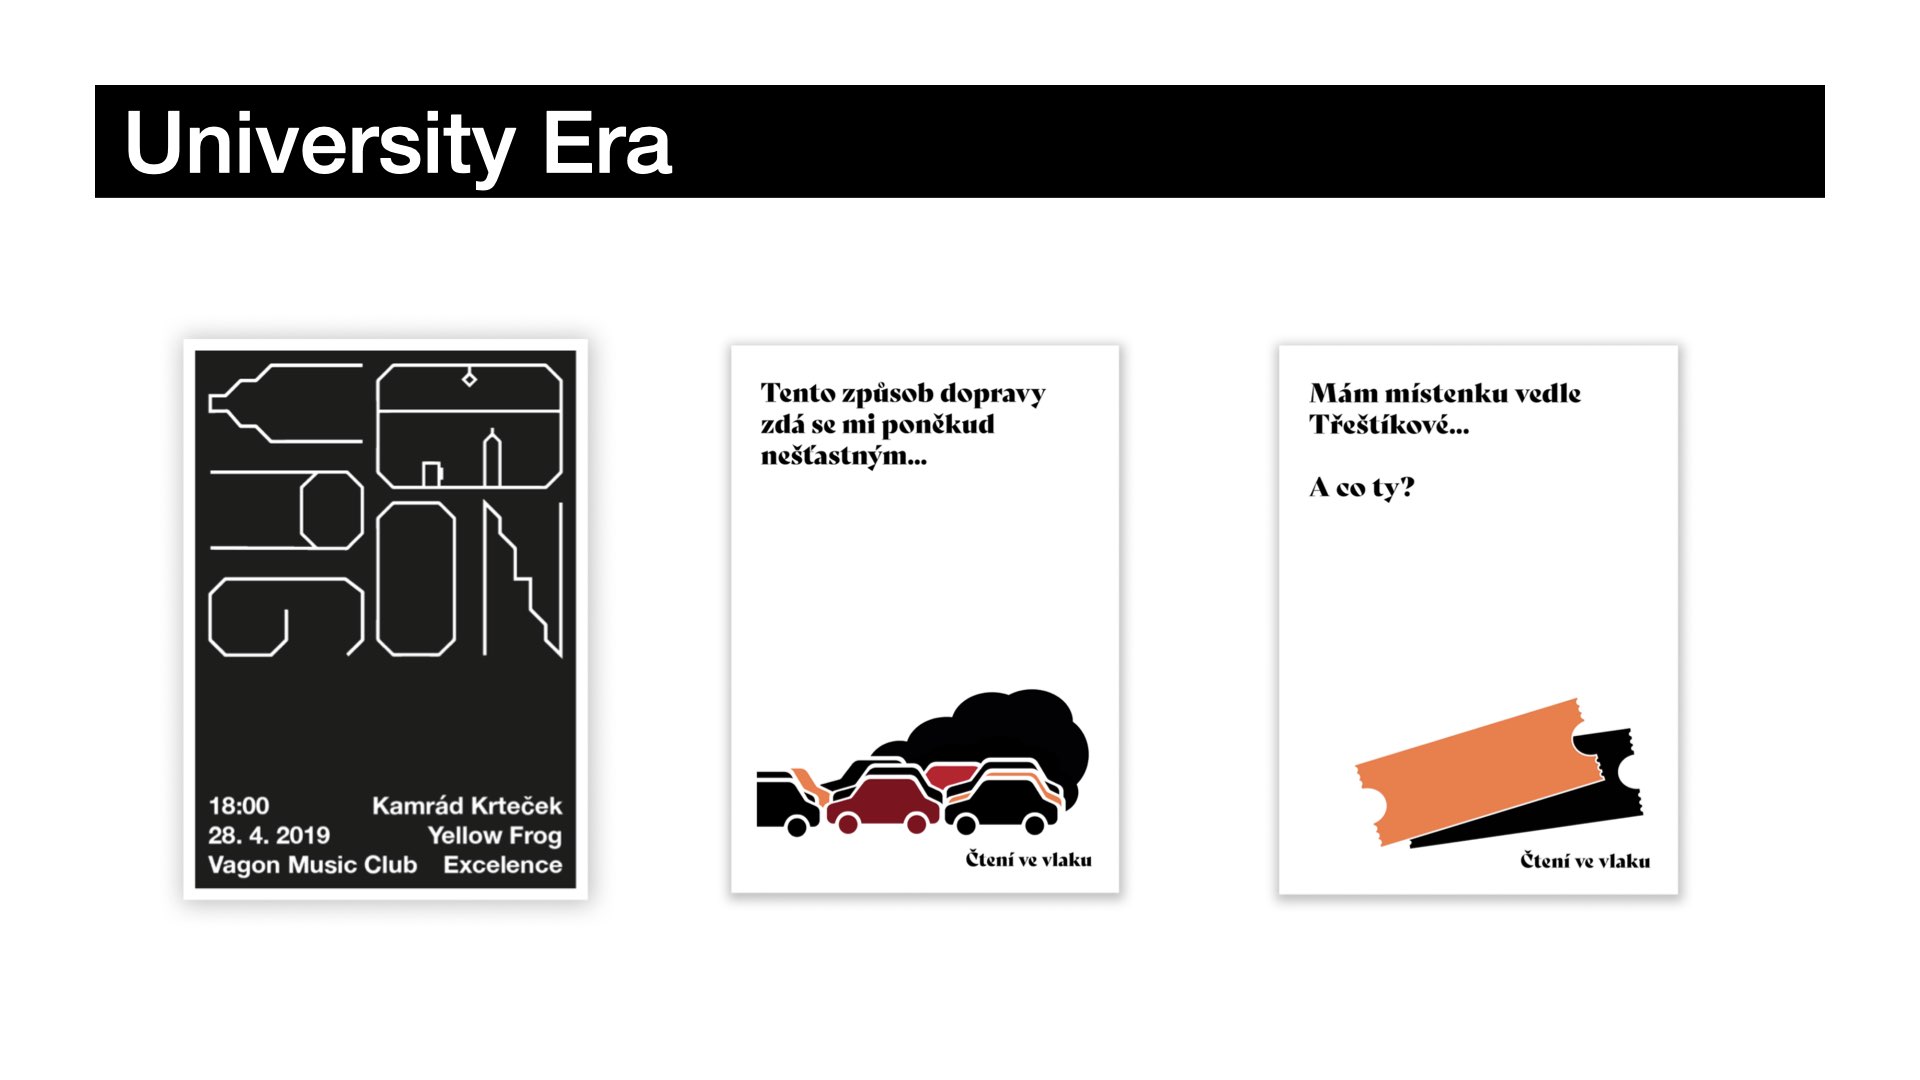 University Era
18:00
28. 4. 2019
Vagon Music Club
Kamrád Krteček
Yellow Frog
Excelence
Tento způsob dopravy
zdá se mi poněkud
nešťastným...
Čtení ve vlaku
Mám místenku vedle
Třeštíkové...
A co ty?
Čtení ve vlaku